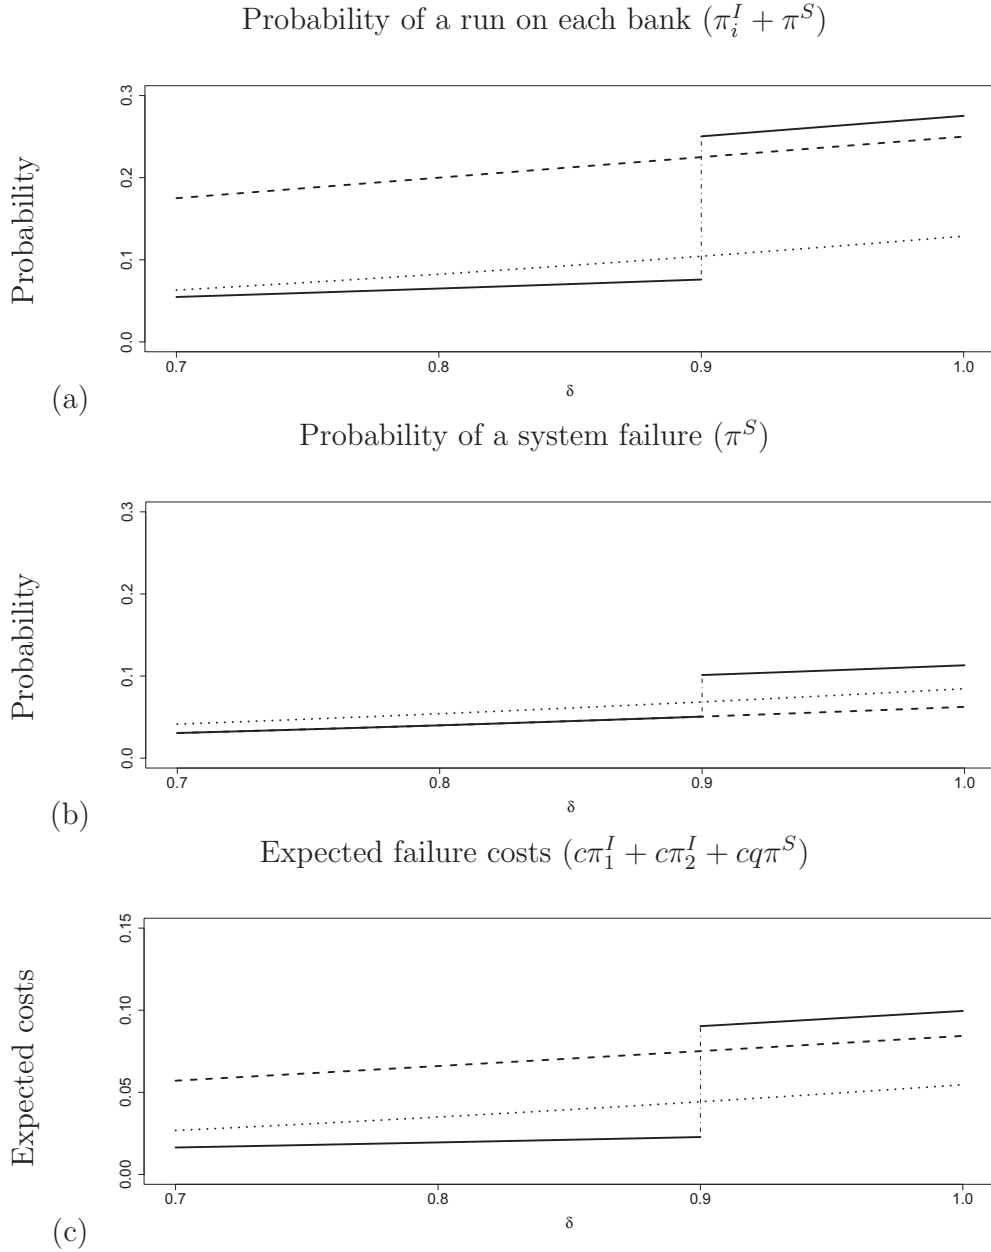 Probability of a run on each bank (π_i^I + π^S)
Probability
0.3
0.2
0.1
0.0
0.7 0.8 0.9 1.0
δ
(a)
Probability of a system failure (π^S)
Probability
0.3
0.2
0.1
0.0
0.7 0.8 0.9 1.0
δ
(b)
Expected failure costs (cπ_1^I + cπ_2^I + cqπ^S)
Expected costs
0.15
0.10
0.05
0.00
0.7 0.8 0.9 1.0
δ
(c)